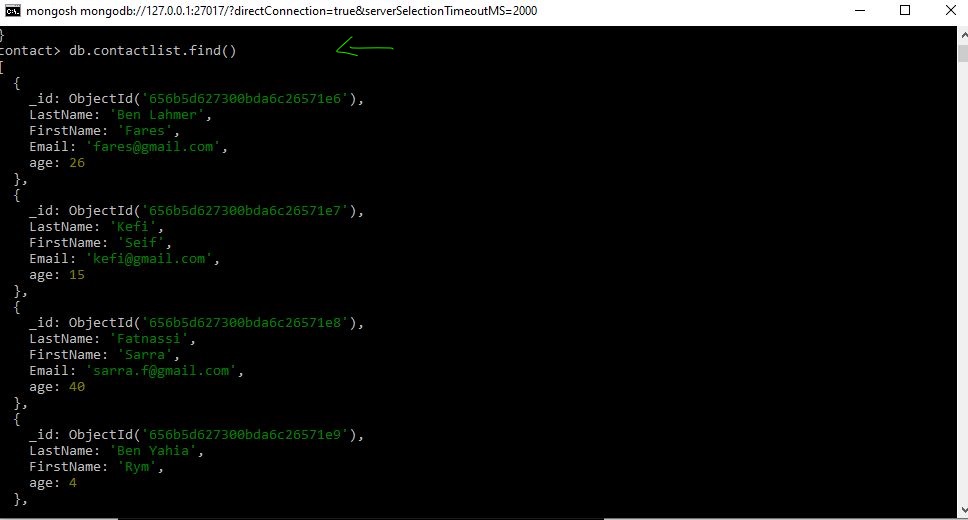 mongosh mongodb://127.0.0.1:27017/?directConnection=true&serverSelectionTimeoutMS=2000
}
contact> db.contactlist.find()
[
  {
    _id: ObjectId('656b5d627300bda6c26571e6'),
    LastName: 'Ben Lahmer',
    FirstName: 'Fares',
    Email: 'fares@gmail.com',
    age: 26
  },
  {
    _id: ObjectId('656b5d627300bda6c26571e7'),
    LastName: 'Kefi',
    FirstName: 'Seif',
    Email: 'kefi@gmail.com',
    age: 15
  },
  {
    _id: ObjectId('656b5d627300bda6c26571e8'),
    LastName: 'Fatnassi',
    FirstName: 'Sarra',
    Email: 'sarra.f@gmail.com',
    age: 40
  },
  {
    _id: ObjectId('656b5d627300bda6c26571e9'),
    LastName: 'Ben Yahia',
    FirstName: 'Rym',
    age: 4
  },